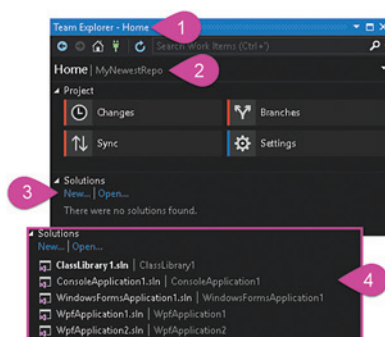 Team Explorer - Home
1
Search Work Items (Ctrl+')
Home | MyNewestRepo
2
Project
Changes
Branches
Sync
Settings
3
Solutions
New... | Open...
There were no solutions found.
Solutions
New... | Open...
4
ClassLibrary1.sln | ClassLibrary1
ConsoleApplication1.sln | ConsoleApplication1
WindowsFormsApplication1.sln | WindowsFormsApplication1
WpfApplication1.sln | WpfApplication1
WpfApplication2.sln | WpfApplication2